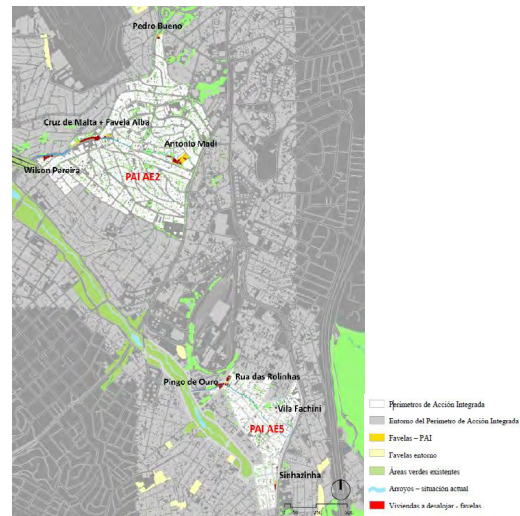 Pedro Bueno
Cruz de Malta + Favela Alba
Antonio Madi
Wilson Pereira
PAI AE2
Rua das Rolinhas
Pingo de Ouro
Vila Fachini
PAI AE5
Sinhazinha
Perímetros de Acción Integrada
Entorno del Perímetro de Acción Integrada
Favelas – PAI
Favelas entorno
Áreas verdes existentes
Arroyos – situación actual
Viviendas a desalojar - favelas